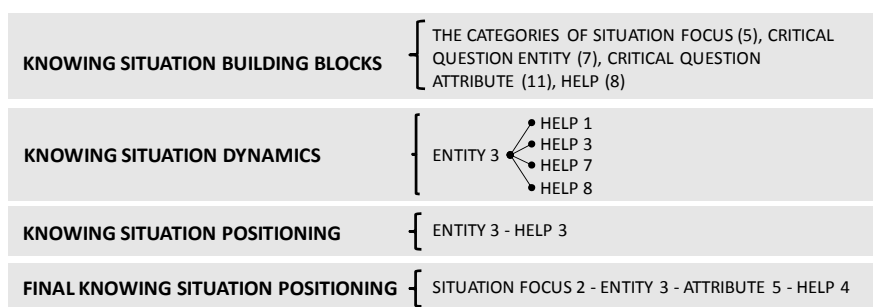 KNOWING SITUATION BUILDING BLOCKS
THE CATEGORIES OF SITUATION FOCUS (5), CRITICAL
QUESTION ENTITY (7), CRITICAL QUESTION
ATTRIBUTE (11), HELP (8)
KNOWING SITUATION DYNAMICS
ENTITY 3
HELP 1
HELP 3
HELP 7
HELP 8
KNOWING SITUATION POSITIONING
ENTITY 3 - HELP 3
FINAL KNOWING SITUATION POSITIONING
SITUATION FOCUS 2 - ENTITY 3 - ATTRIBUTE 5 - HELP 4